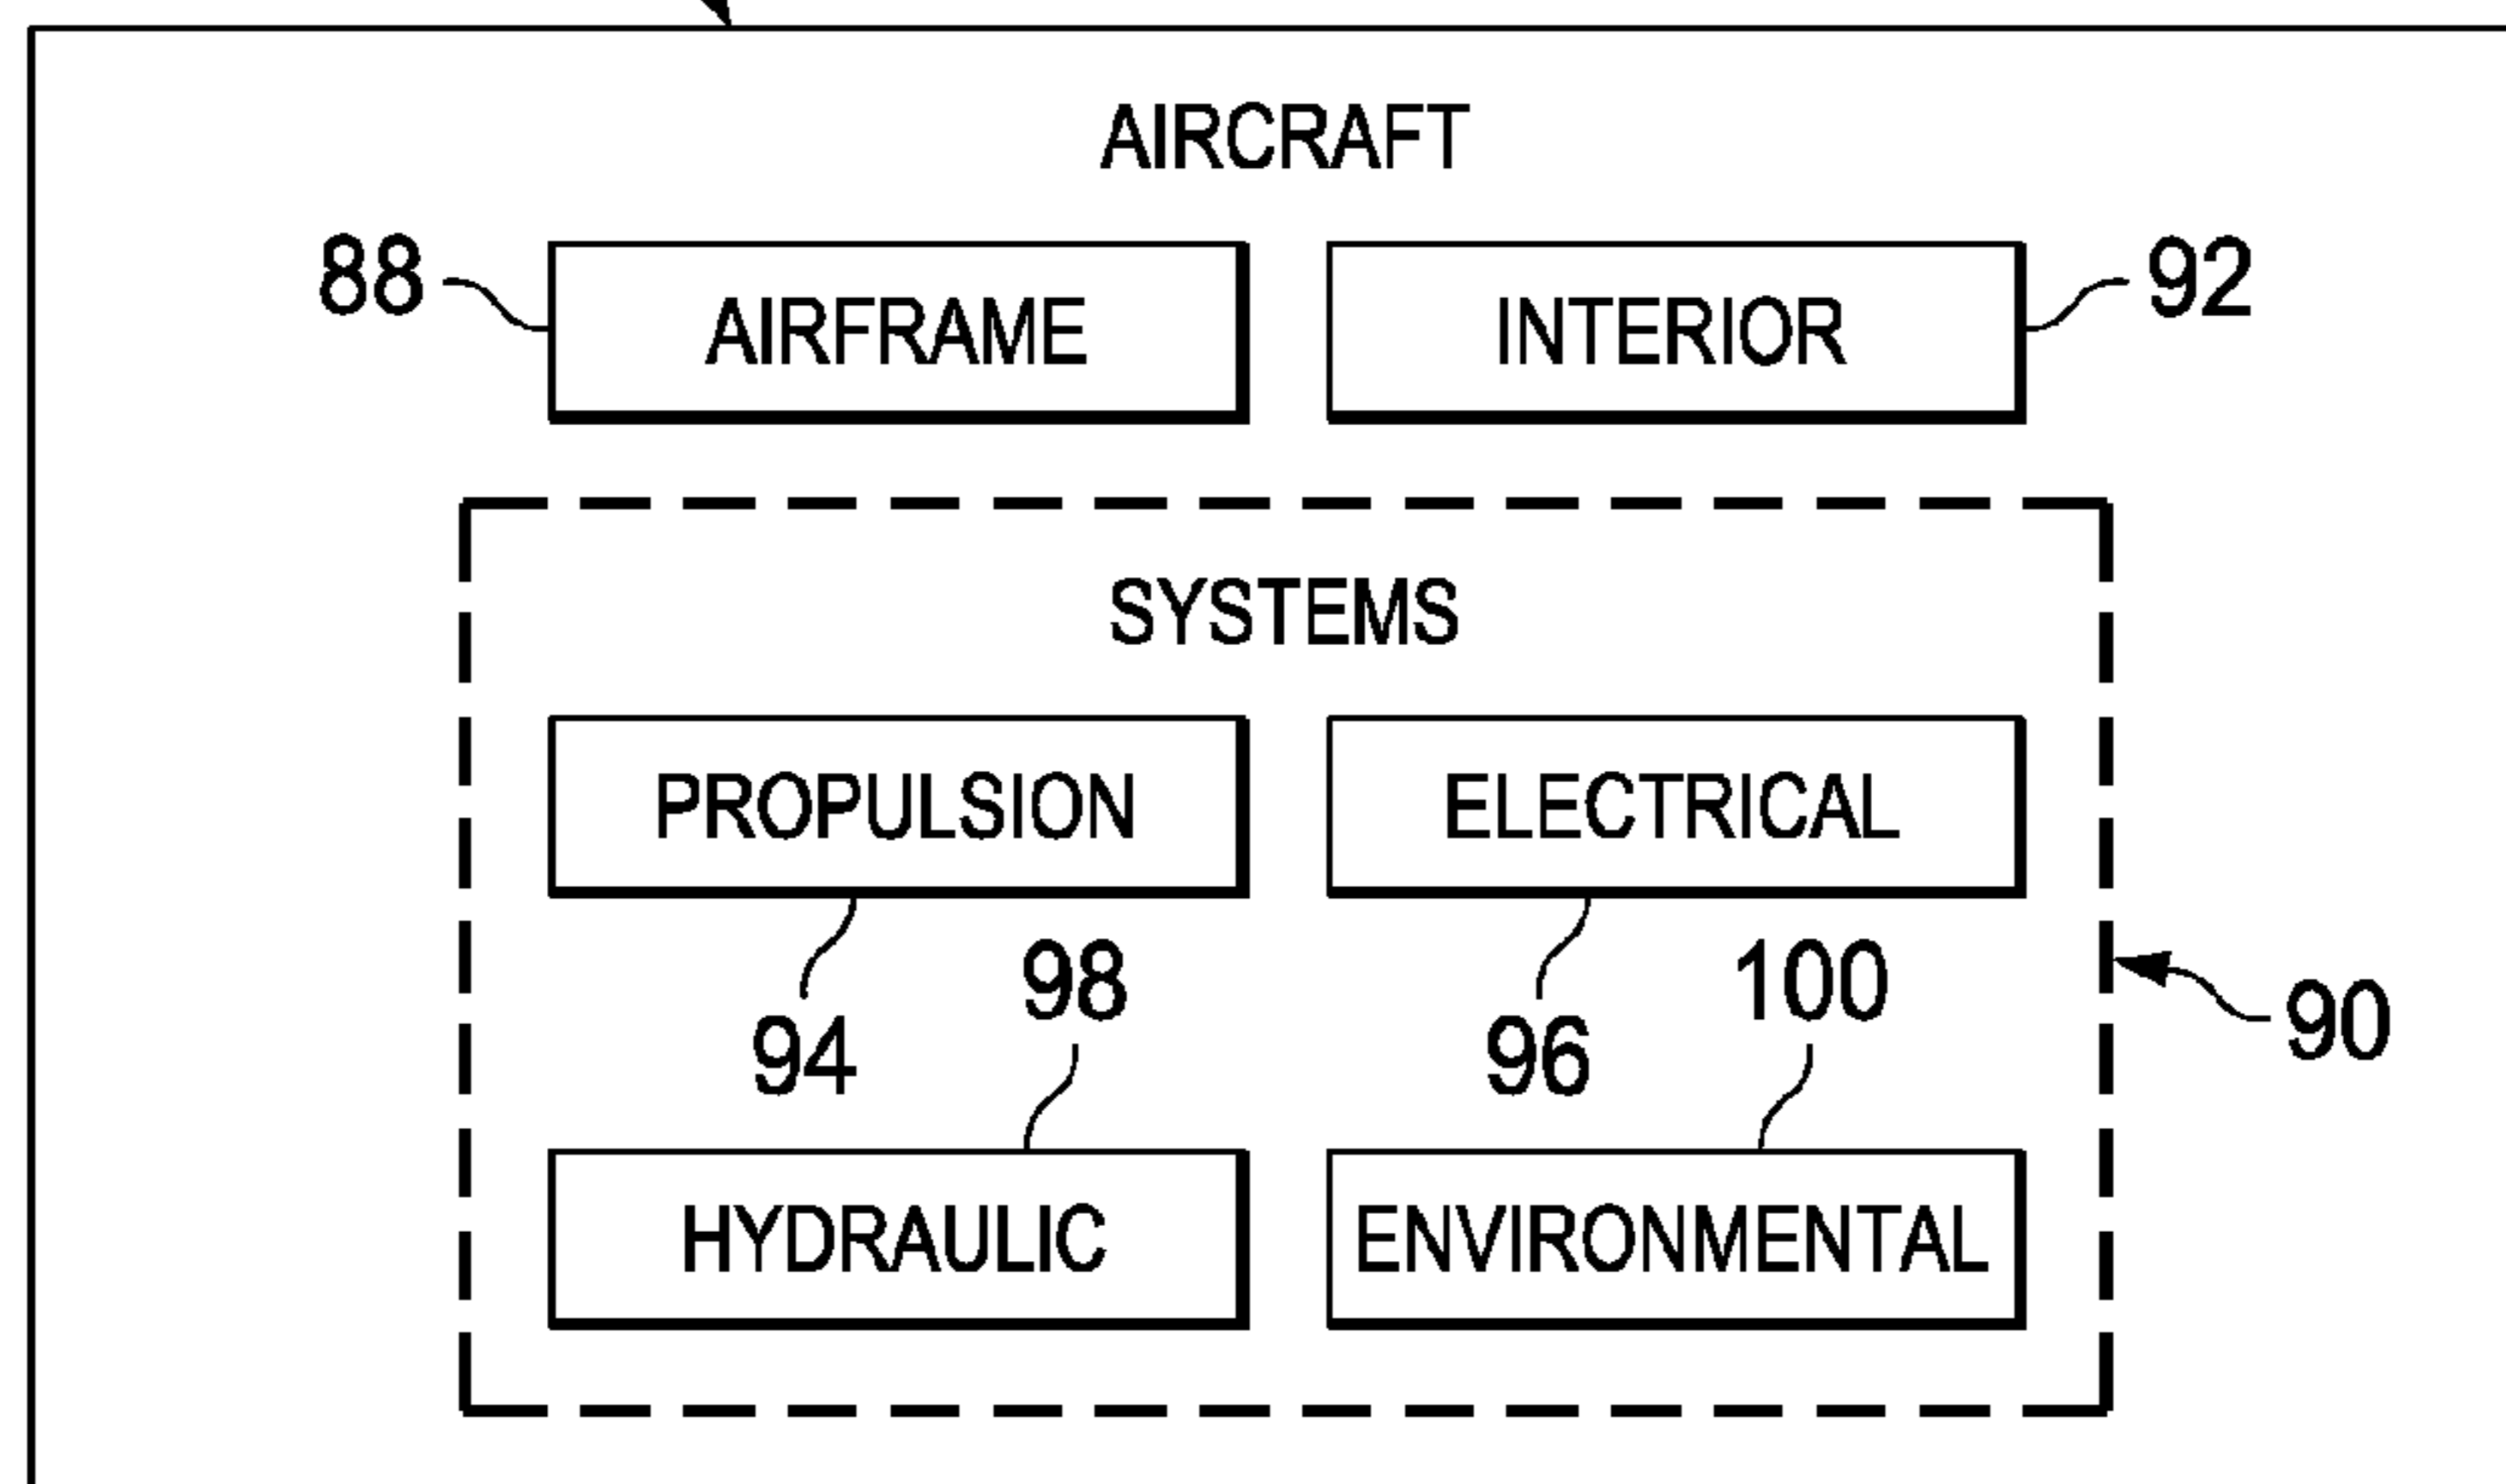 AIRCRAFT
88 AIRFRAME INTERIOR 92
SYSTEMS
PROPULSION ELECTRICAL
98 100
94 96 90
HYDRAULIC ENVIRONMENTAL